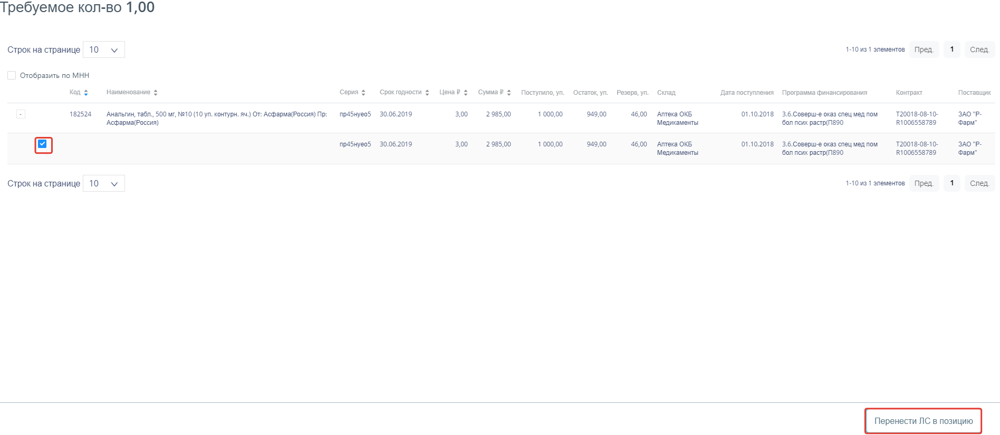 Требуемое кол-во 1,00
Строк на странице 10
1-10 из 1 элементов Пред. 1 След.
Отобразить по МНН
Код Наименование Серия Срок годности Цена ₽ Сумма ₽ Поступило, уп. Остаток, уп. Резерв, уп. Склад Дата поступления Программа финансирования Контракт Поставщик
- 182524 Анальгин, табл., 500 мг, №10 (10 уп. контурн. яч.) От: Асфарма(Россия) Пр: пр45нуео5 30.06.2019 3,00 2 985,00 1 000,00 949,00 46,00 Аптека ОКБ 01.10.2018 3.6.Соверш-е оказ спец мед пом Т20018-08-10- ЗАО "Р-
Асфарма(Россия) Медикаменты бол псих растр(П890 R1006558789 Фарм"
пр45нуео5 30.06.2019 3,00 2 985,00 1 000,00 949,00 46,00 Аптека ОКБ 01.10.2018 3.6.Соверш-е оказ спец мед пом Т20018-08-10- ЗАО "Р-
Медикаменты бол псих растр(П890 R1006558789 Фарм"
Строк на странице 10
1-10 из 1 элементов Пред. 1 След.
Перенести ЛС в позицию